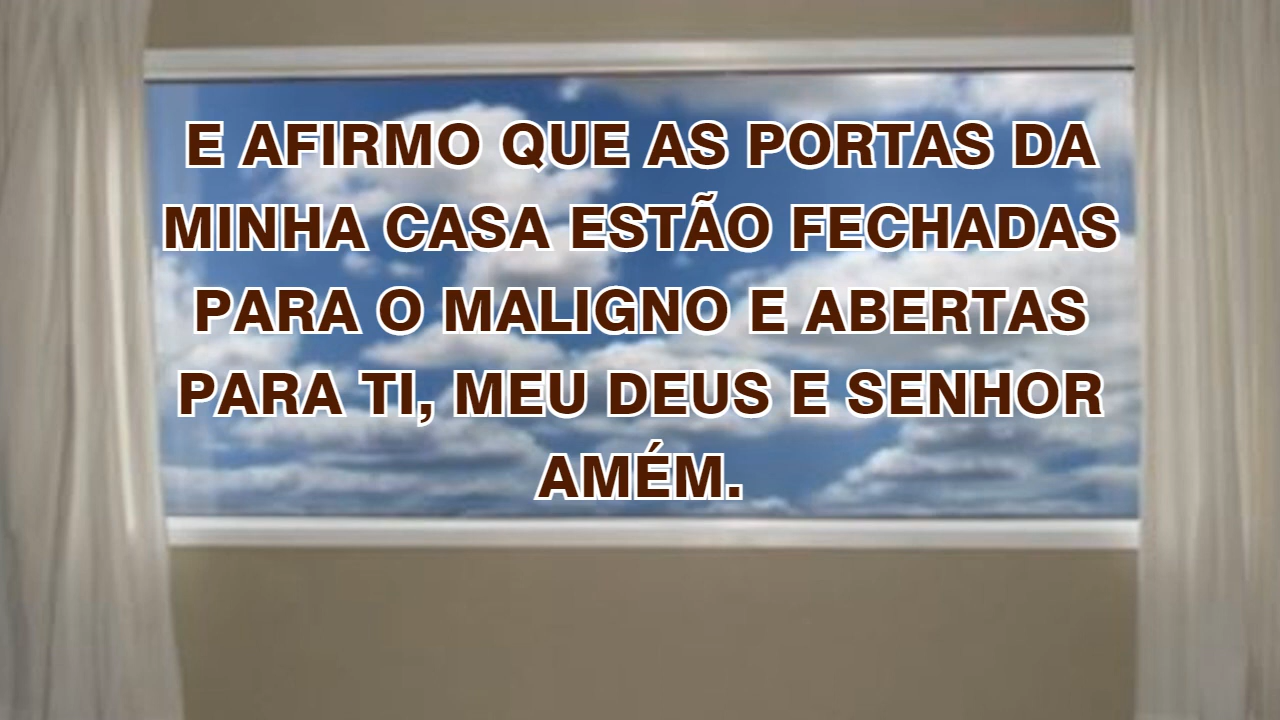 E AFIRMO QUE AS PORTAS DA
MINHA CASA ESTÃO FECHADAS
PARA O MALIGNO E ABERTAS
PARA TI, MEU DEUS E SENHOR
AMÉM.